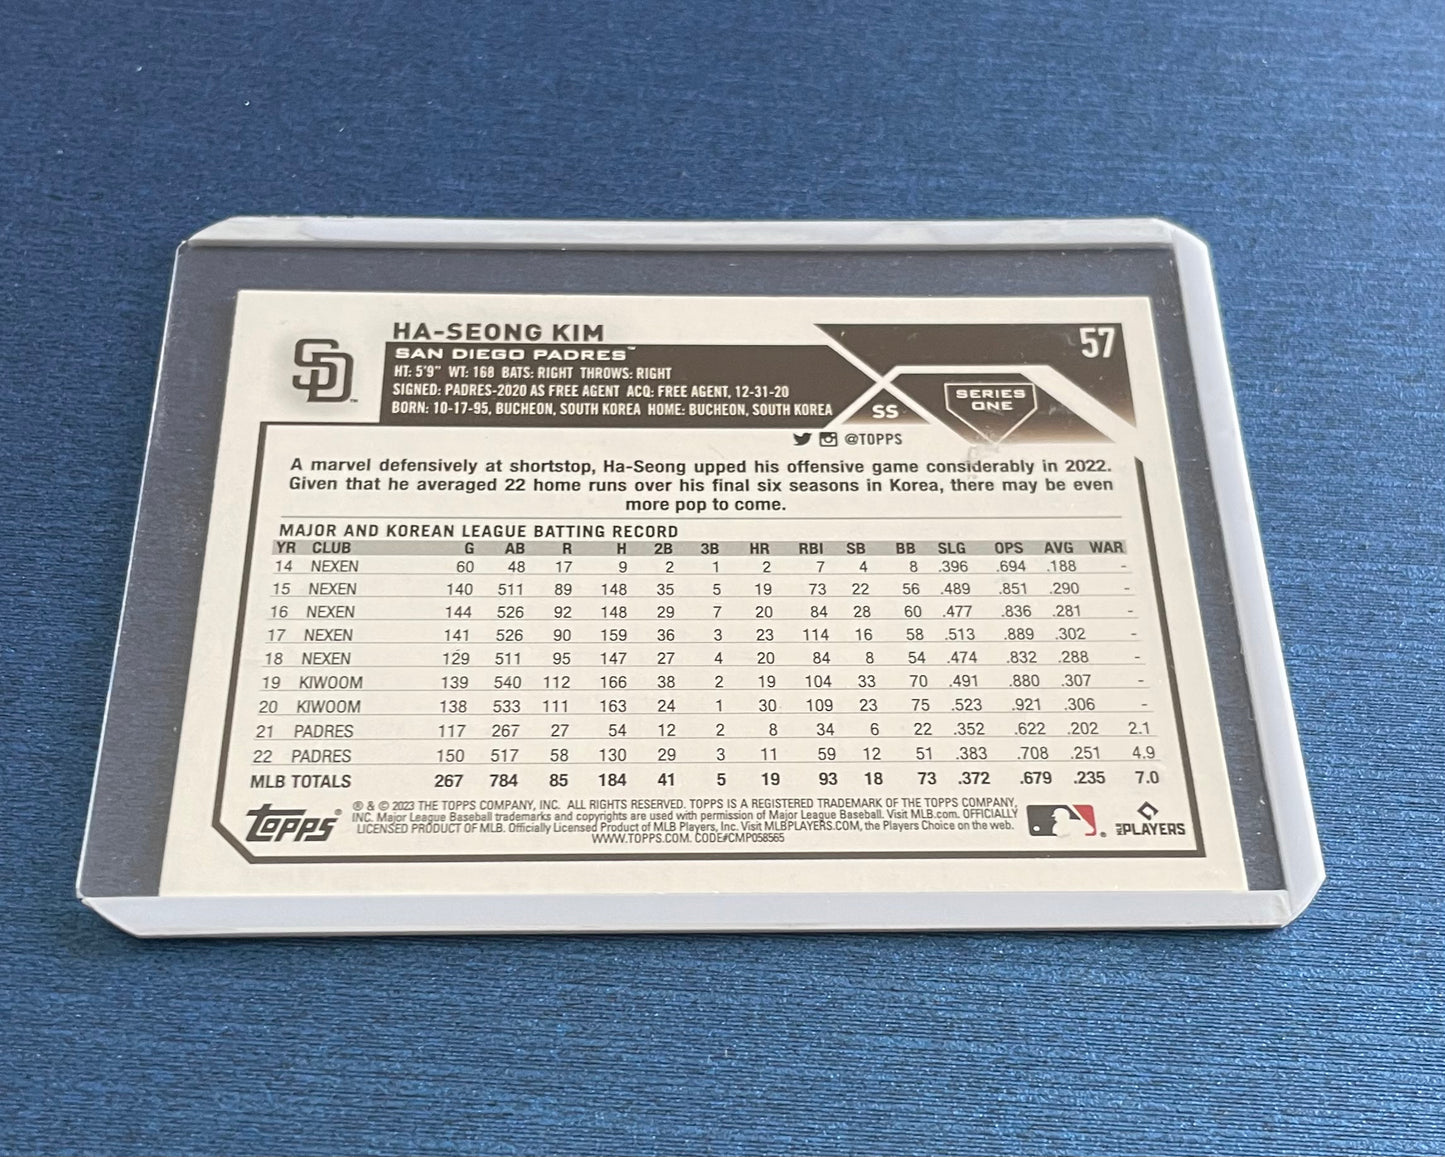 HA-SEONG KIM
57
SAN DIEGO PADRES™
HT: 5'9" WT: 168 BATS: RIGHT THROWS: RIGHT
SIGNED: PADRES-2020 AS FREE AGENT ACQ: FREE AGENT, 12-31-20
BORN: 10-17-95, BUCHEON, SOUTH KOREA HOME: BUCHEON, SOUTH KOREA
SD™
SS
SERIES
ONE
@TOPPS
A marvel defensively at shortstop, Ha-Seong upped his offensive game considerably in 2022.
Given that he averaged 22 home runs over his final six seasons in Korea, there may be even
more pop to come.
MAJOR AND KOREAN LEAGUE BATTING RECORD
YR CLUB G AB R H 2B 3B HR RBI SB BB SLG OPS AVG WAR
14 NEXEN 60 48 17 9 2 1 2 7 4 8 .396 .694 .188 -
15 NEXEN 140 511 89 148 35 5 19 73 22 56 .489 .851 .290 -
16 NEXEN 144 526 92 148 29 7 20 84 28 60 .477 .836 .281 -
17 NEXEN 141 526 90 159 36 3 23 114 16 58 .513 .889 .302 -
18 NEXEN 129 511 95 147 27 4 20 84 8 54 .474 .832 .288 -
19 KIWOOM 139 540 112 166 38 2 19 104 33 70 .491 .880 .307 -
20 KIWOOM 138 533 111 163 24 1 30 109 23 75 .523 .921 .306 -
21 PADRES 117 267 27 54 12 2 8 34 6 22 .352 .622 .202 2.1
22 PADRES 150 517 58 130 29 3 11 59 12 51 .383 .708 .251 4.9
MLB TOTALS 267 784 85 184 41 5 19 93 18 73 .372 .679 .235 7.0
TOPPS®
® & © 2023 THE TOPPS COMPANY, INC. ALL RIGHTS RESERVED. TOPPS IS A REGISTERED TRADEMARK OF THE TOPPS COMPANY,
INC. Major League Baseball trademarks and copyrights are used with permission of Major League Baseball. Visit MLB.com. OFFICIALLY
LICENSED PRODUCT OF MLB. Officially Licensed Product of MLB Players, Inc. Visit MLBPLAYERS.COM, the Players Choice on the web.
WWW.TOPPS.COM. CODE#CMP058565
MLB PLAYERS